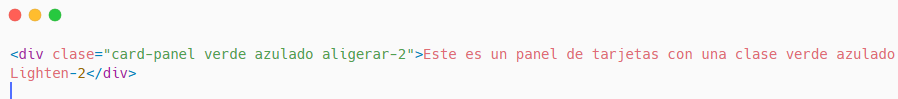 <div clase="card-panel verde azulado aligerar-2">Este es un panel de tarjetas con una clase verde azulado
Lighten-2</div>